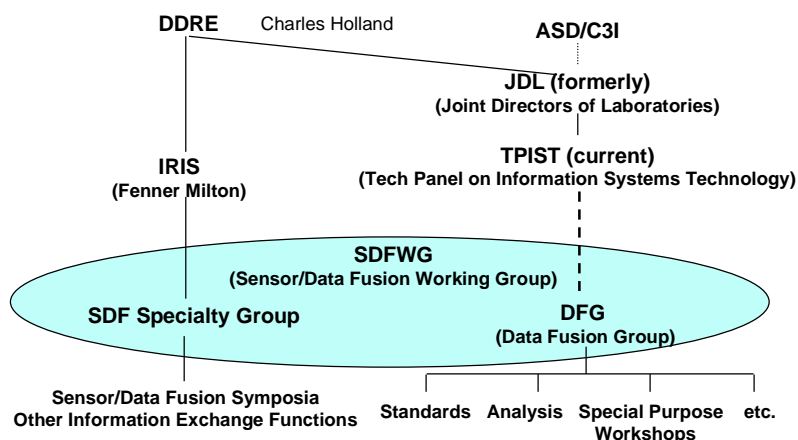 DDRE
Charles Holland
ASD/C3I
JDL (formerly)
(Joint Directors of Laboratories)
IRIS
(Fenner Milton)
TPIST (current)
(Tech Panel on Information Systems Technology)
SDFWG
(Sensor/Data Fusion Working Group)
SDF Specialty Group
DFG
(Data Fusion Group)
Sensor/Data Fusion Symposia
Other Information Exchange Functions
Standards
Analysis
Special Purpose
Workshops
etc.